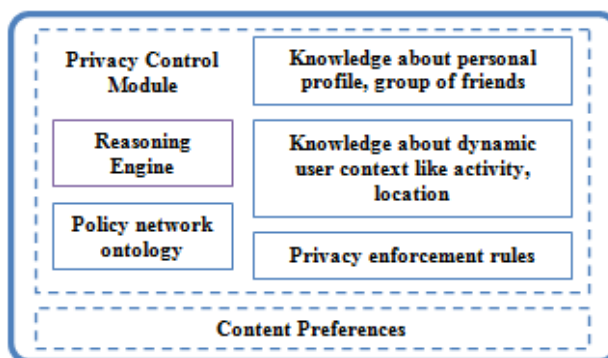 Privacy Control
Module
Knowledge about personal
profile, group of friends
Reasoning
Engine
Knowledge about dynamic
user context like activity,
location
Policy network
ontology
Privacy enforcement rules
Content Preferences